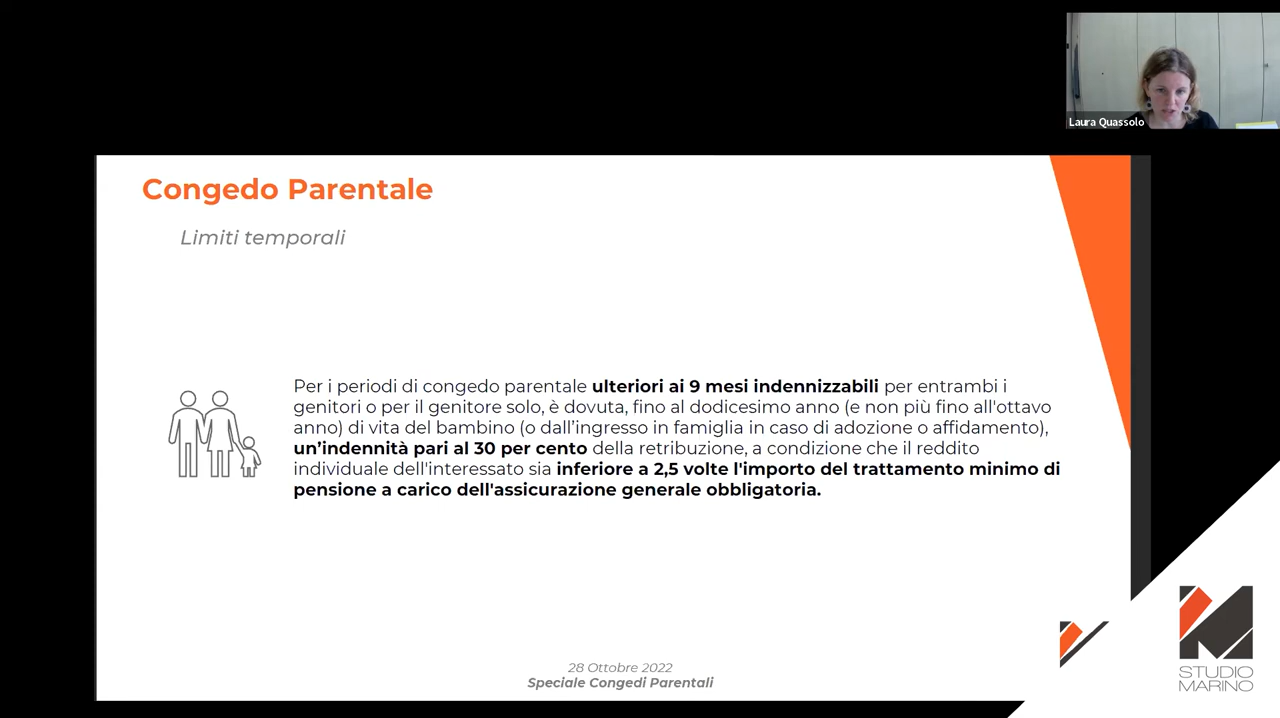 Laura Quassolo
Congedo Parentale
Limiti temporali
Per i periodi di congedo parentale ulteriori ai 9 mesi indennizzabili per entrambi i
genitori o per il genitore solo, è dovuta, fino al dodicesimo anno (e non più fino all'ottavo
anno) di vita del bambino (o dall’ingresso in famiglia in caso di adozione o affidamento),
un’indennità pari al 30 per cento della retribuzione, a condizione che il reddito
individuale dell'interessato sia inferiore a 2,5 volte l'importo del trattamento minimo di
pensione a carico dell'assicurazione generale obbligatoria.
28 Ottobre 2022
Speciale Congedi Parentali
STUDIO
MARINO